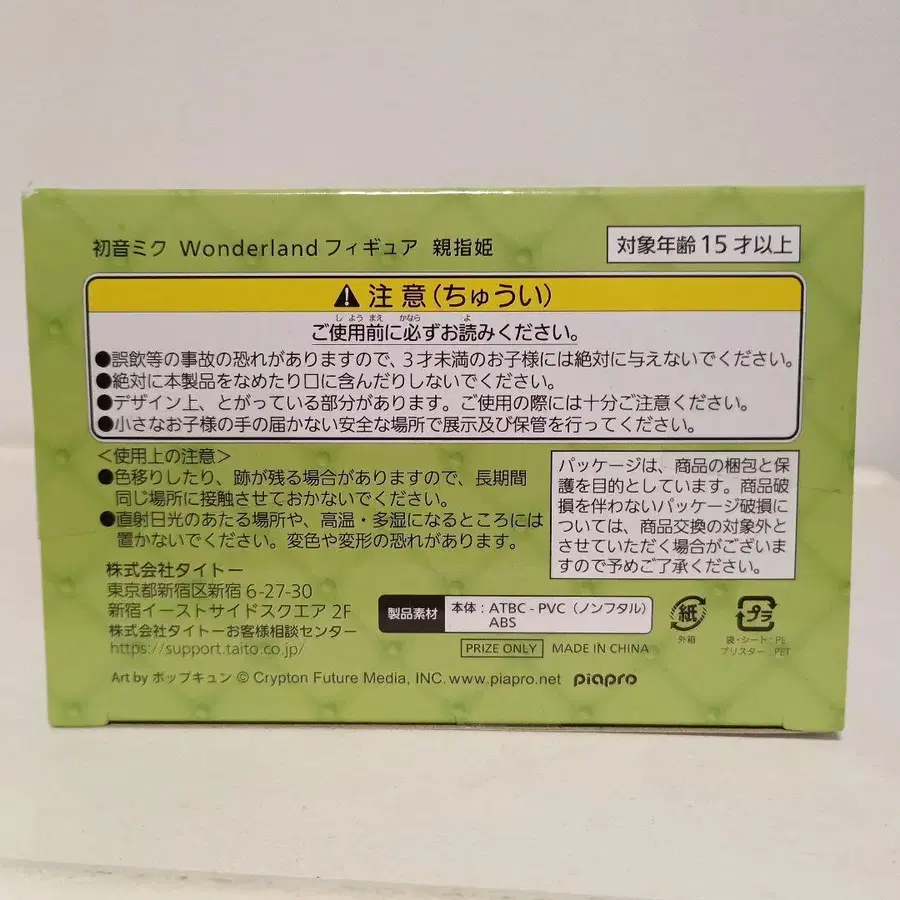 初音ミク Wonderland フィギュア 親指姫
対象年齢 15 才以上
注意(ちゅうい)
しようまえ かなら よ
ご使用前に必ずお読みください。
●誤飲等の事故の恐れがありますので、3才未満のお子様には絶対に与えないでください。
●絶対に本製品をなめたり口に含んだりしないでください。
●デザイン上、とがっている部分があります。ご使用の際には十分ご注意ください。
●小さなお子様の手の届かない安全な場所で展示及び保管を行ってください。
<使用上の注意>
●色移りしたり、跡が残る場合がありますので、長期間
同じ場所に接触させておかないでください。
●直射日光のあたる場所や、高温・多湿になるところには
置かないでください。変色や変形の恐れがあります。
パッケージは、商品の梱包と保
護を目的としています。商品破
損を伴わないパッケージ破損に
ついては、商品交換の対象外と
させていただく場合がございま
すので予めご了承ください。
株式会社タイトー
東京都新宿区新宿 6-27-30
新宿イーストサイドスクエア 2F
株式会社タイトーお客様相談センター
https://support.taito.co.jp/
製品素材
本体:ATBC-PVC(ノンフタル)
ABS
PRIZE ONLY
MADE IN CHINA
紙
外箱
プラ
袋・シート:PE
ブリスター:PET
Art by ポップキュン © Crypton Future Media, INC. www.piapro.net piapro